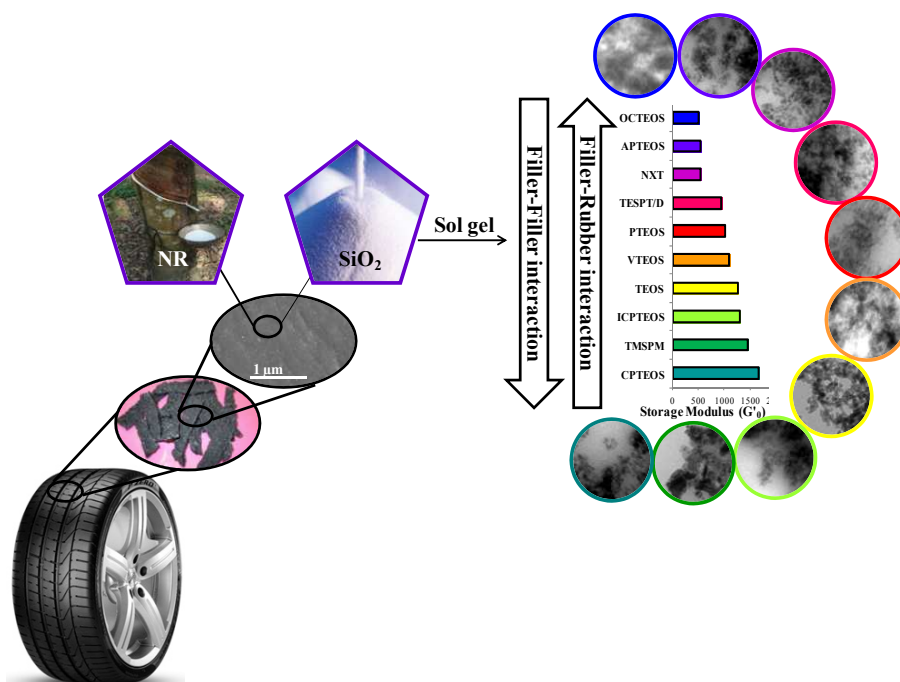 NR
SiO₂
Sol gel
1 µm
Filler-Filler interaction
Filler-Rubber interaction
OCTEOS
APTEOS
NXT
TESPT/D
PTEOS
VTEOS
TEOS
ICPTEOS
TMSPM
CPTEOS
0 500 1000 1500 2
Storage Modulus (G'₀)